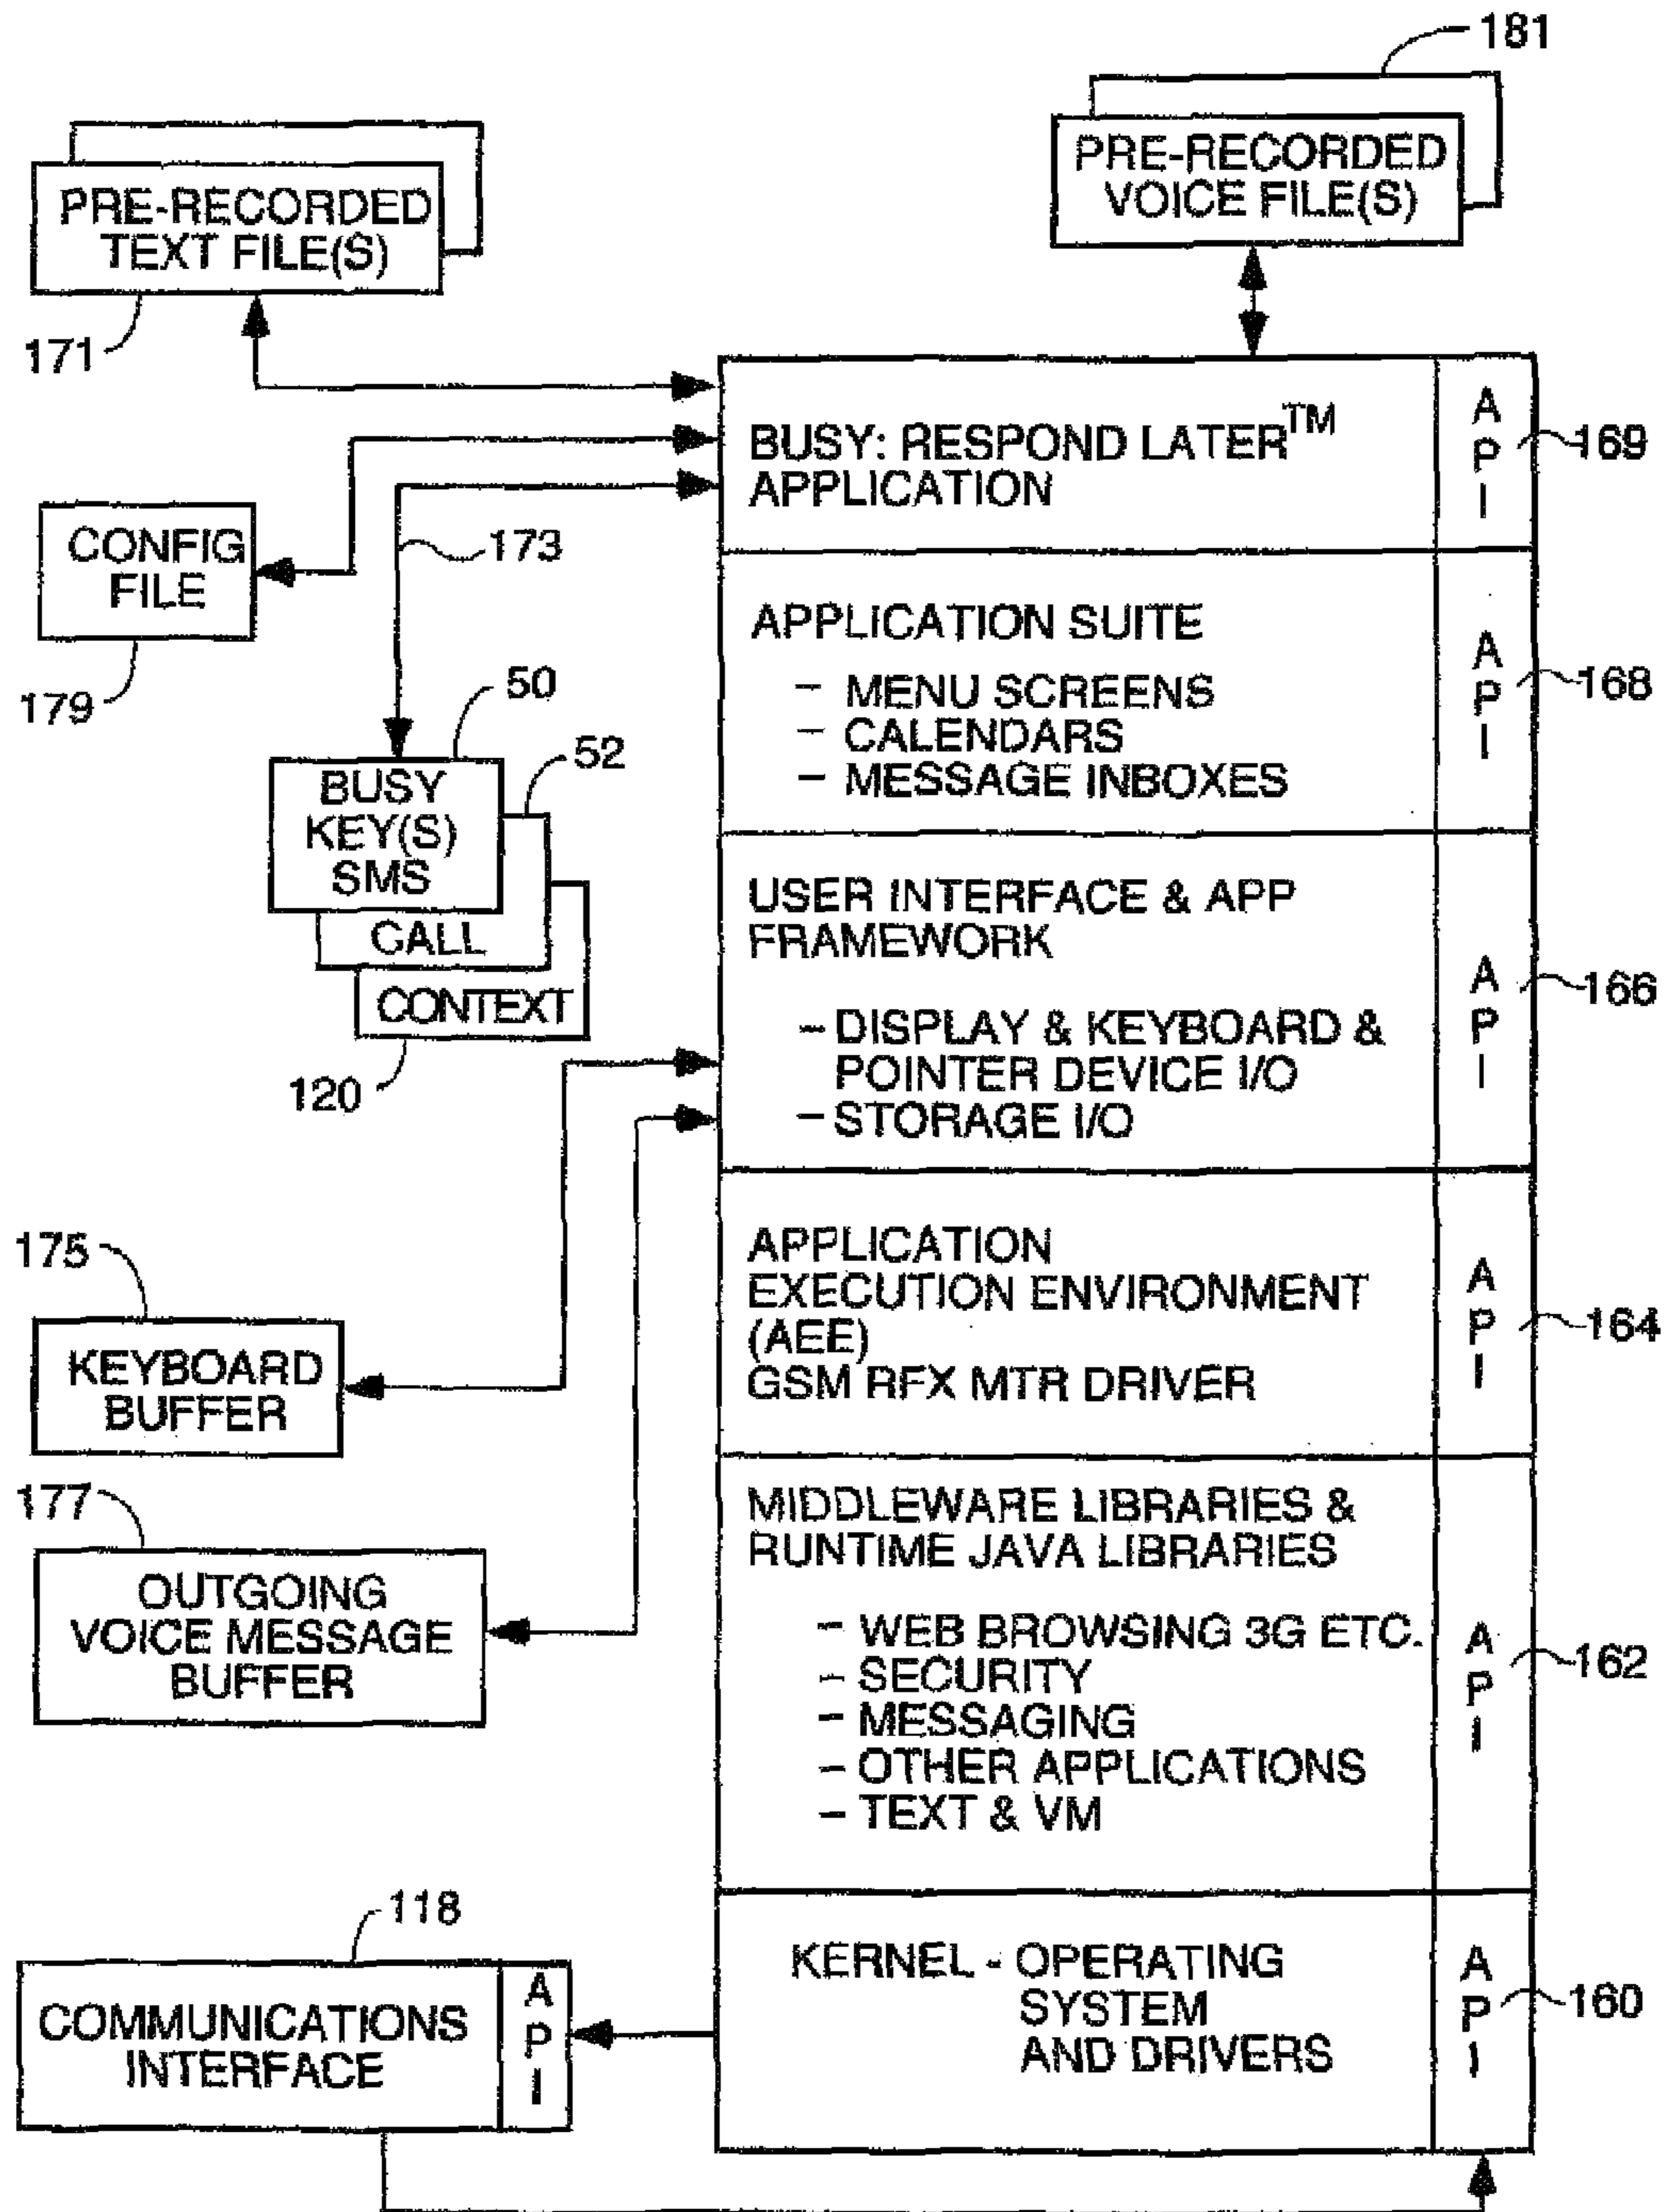 181
PRE-RECORDED
VOICE FILE(S)
PRE-RECORDED
TEXT FILE(S)
171
BUSY: RESPOND LATER™
APPLICATION
API
169
CONFIG
FILE
179
173
APPLICATION SUITE
- MENU SCREENS
- CALENDARS
- MESSAGE INBOXES
API
168
50
52
BUSY
KEY(S)
SMS
CALL
CONTEXT
120
USER INTERFACE & APP
FRAMEWORK
- DISPLAY & KEYBOARD &
POINTER DEVICE I/O
- STORAGE I/O
API
166
APPLICATION
EXECUTION ENVIRONMENT
(AEE)
GSM RFX MTR DRIVER
API
164
175
KEYBOARD
BUFFER
177
OUTGOING
VOICE MESSAGE
BUFFER
MIDDLEWARE LIBRARIES &
RUNTIME JAVA LIBRARIES
- WEB BROWSING 3G ETC.
- SECURITY
- MESSAGING
- OTHER APPLICATIONS
- TEXT & VM
API
162
118
COMMUNICATIONS
INTERFACE
API
KERNEL - OPERATING
SYSTEM
AND DRIVERS
API
160